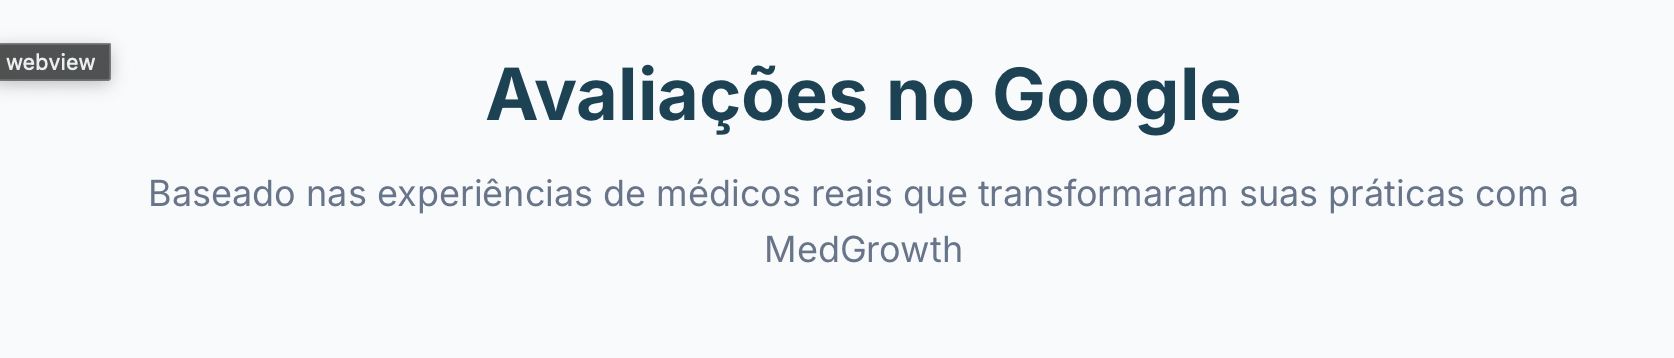 webview
Avaliações no Google
Baseado nas experiências de médicos reais que transformaram suas práticas com a
MedGrowth